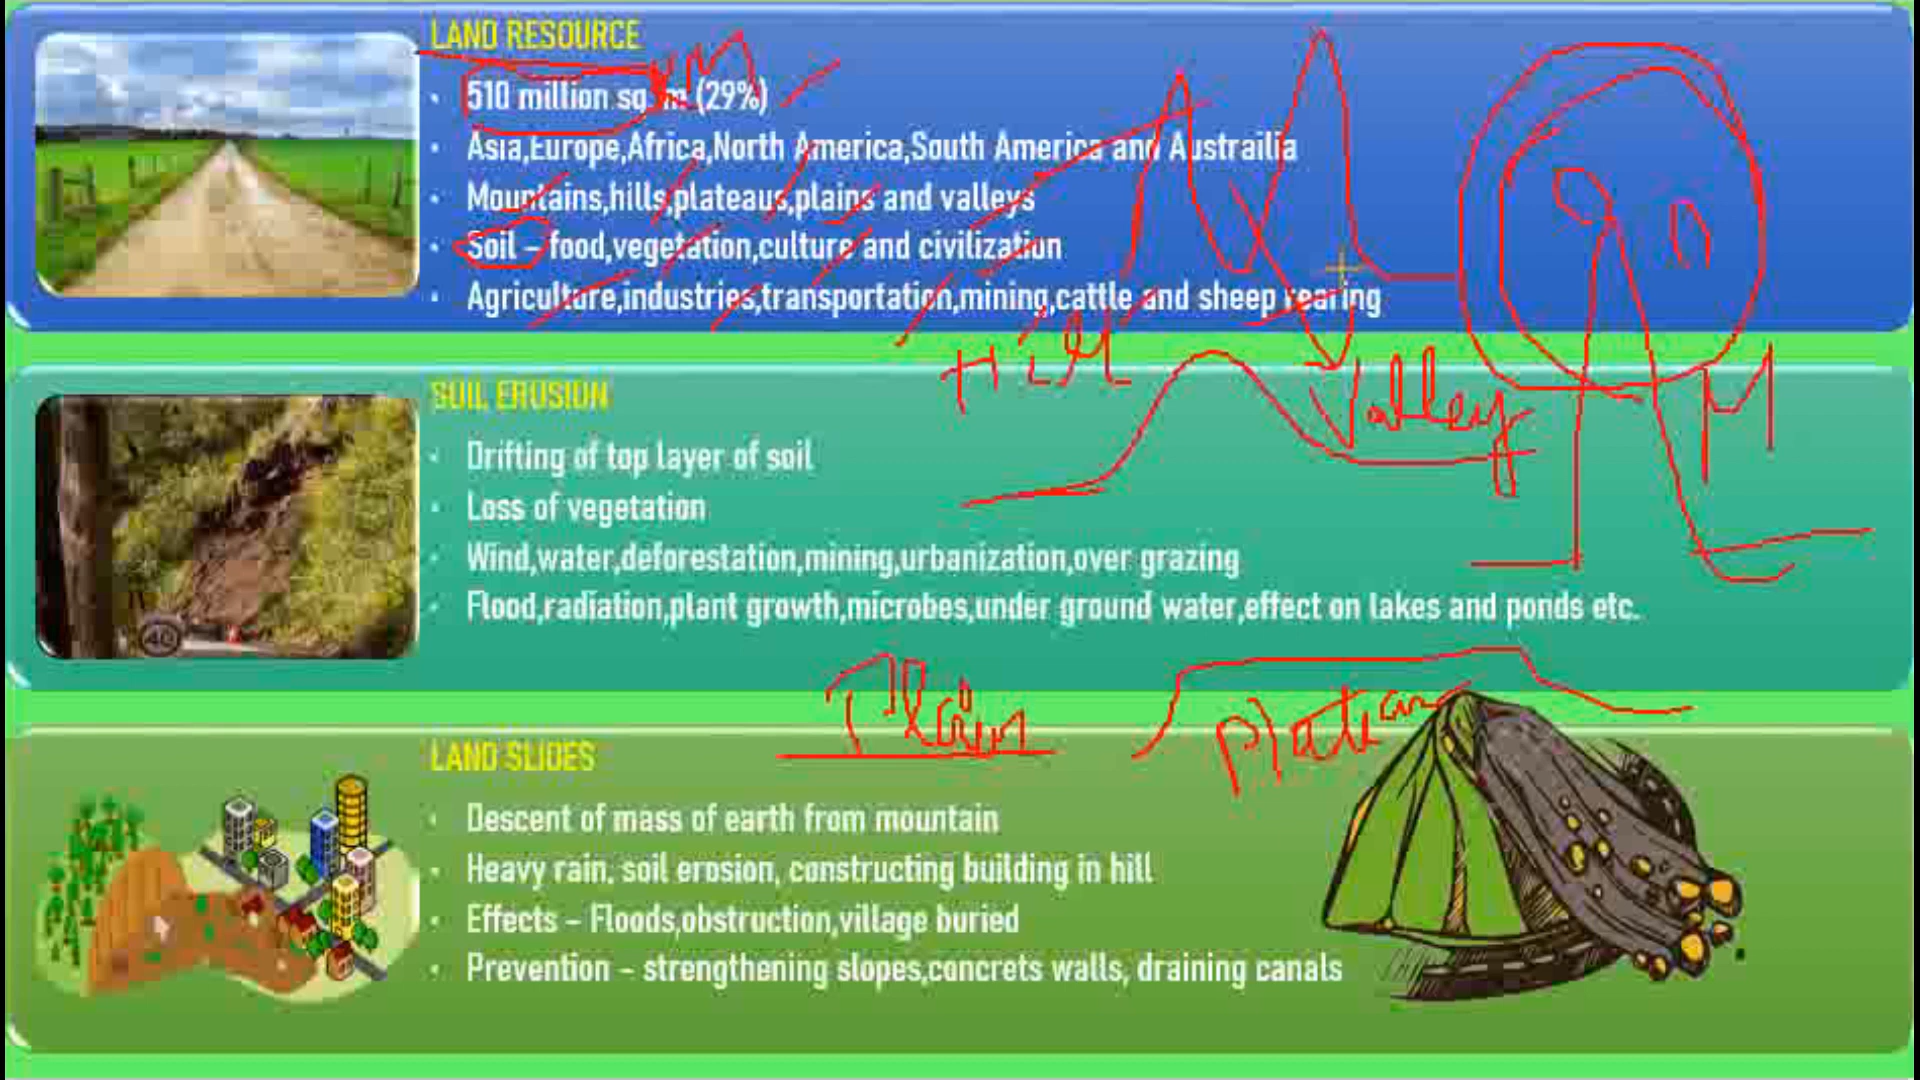 LAND RESOURCE
510 million sq m (29%)
km
Asia,Europe,Africa,North America,South America and Austrailia
Mountains,hills,plateaus,plains and valleys
Soil – food,vegetation,culture and civilization
Agriculture,industries,transportation,mining,cattle and sheep rearing
Hill
Valley
M
SOIL EROSION
Drifting of top layer of soil
Loss of vegetation
Wind,water,deforestation,mining,urbanization,over grazing
Flood,radiation,plant growth,microbes,under ground water,effect on lakes and ponds etc.
40
Plain
Plateau
LAND SLIDES
Descent of mass of earth from mountain
Heavy rain, soil erosion, constructing building in hill
Effects – Floods,obstruction,village buried
Prevention – strengthening slopes,concrets walls, draining canals